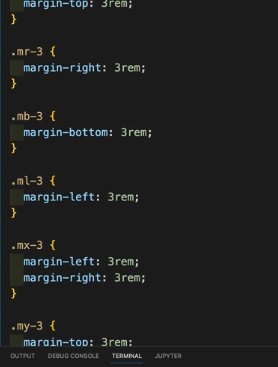 margin-top: 3rem;
}
.mr-3 {
margin-right: 3rem;
}
.mb-3 {
margin-bottom: 3rem;
}
.ml-3 {
margin-left: 3rem;
}
.mx-3 {
margin-left: 3rem;
margin-right: 3rem;
}
.my-3 {
margin-top: 3rem;
OUTPUT DEBUG CONSOLE TERMINAL JUPYTER